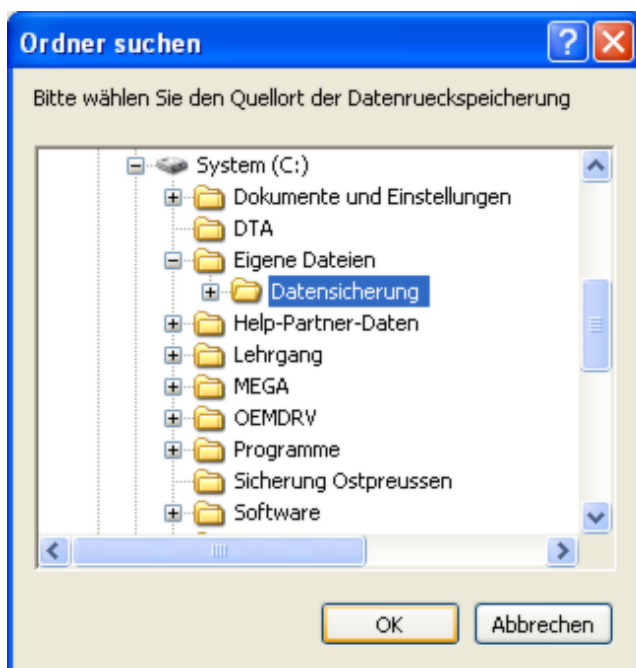 Ordner suchen
Bitte wählen Sie den Quellort der Datenrueckspeicherung
System (C:)
Dokumente und Einstellungen
DTA
Eigene Dateien
Datensicherung
Help-Partner-Daten
Lehrgang
MEGA
OEMDRV
Programme
Sicherung Ostpreussen
Software
OK Abbrechen